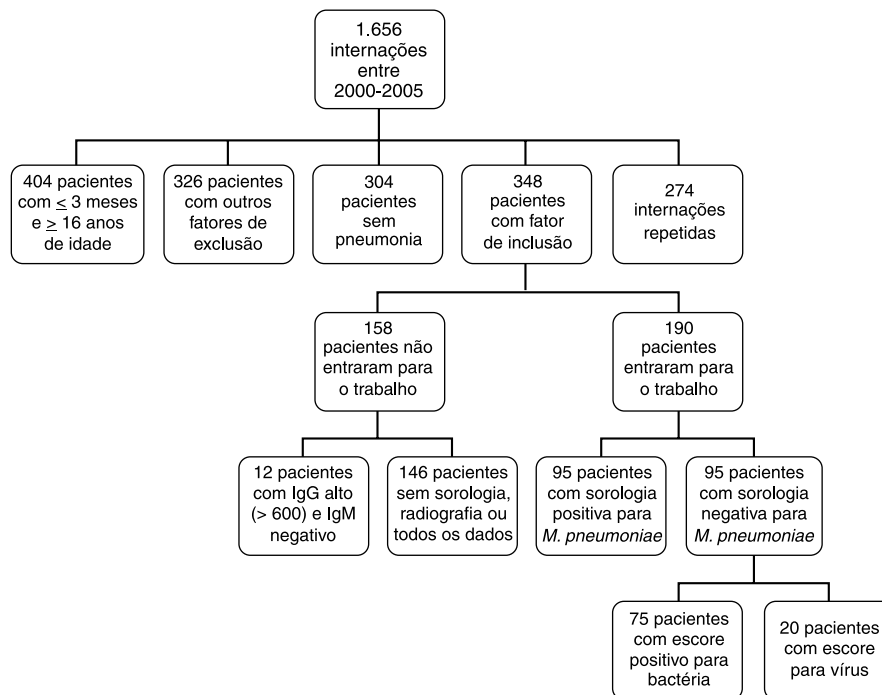 1.656
internações
entre
2000-2005
404 pacientes
com ≤ 3 meses
e ≥ 16 anos
de idade
326 pacientes
com outros
fatores de
exclusão
304
pacientes
sem
pneumonia
348
pacientes
com fator
de inclusão
274
internações
repetidas
158
pacientes não
entraram para
o trabalho
190
pacientes
entraram para
o trabalho
12 pacientes
com IgG alto
(> 600) e IgM
negativo
146 pacientes
sem sorologia,
radiografia ou
todos os dados
95 pacientes
com sorologia
positiva para
M. pneumoniae
95 pacientes
com sorologia
negativa para
M. pneumoniae
75 pacientes
com escore
positivo para
bactéria
20 pacientes
com escore
para vírus